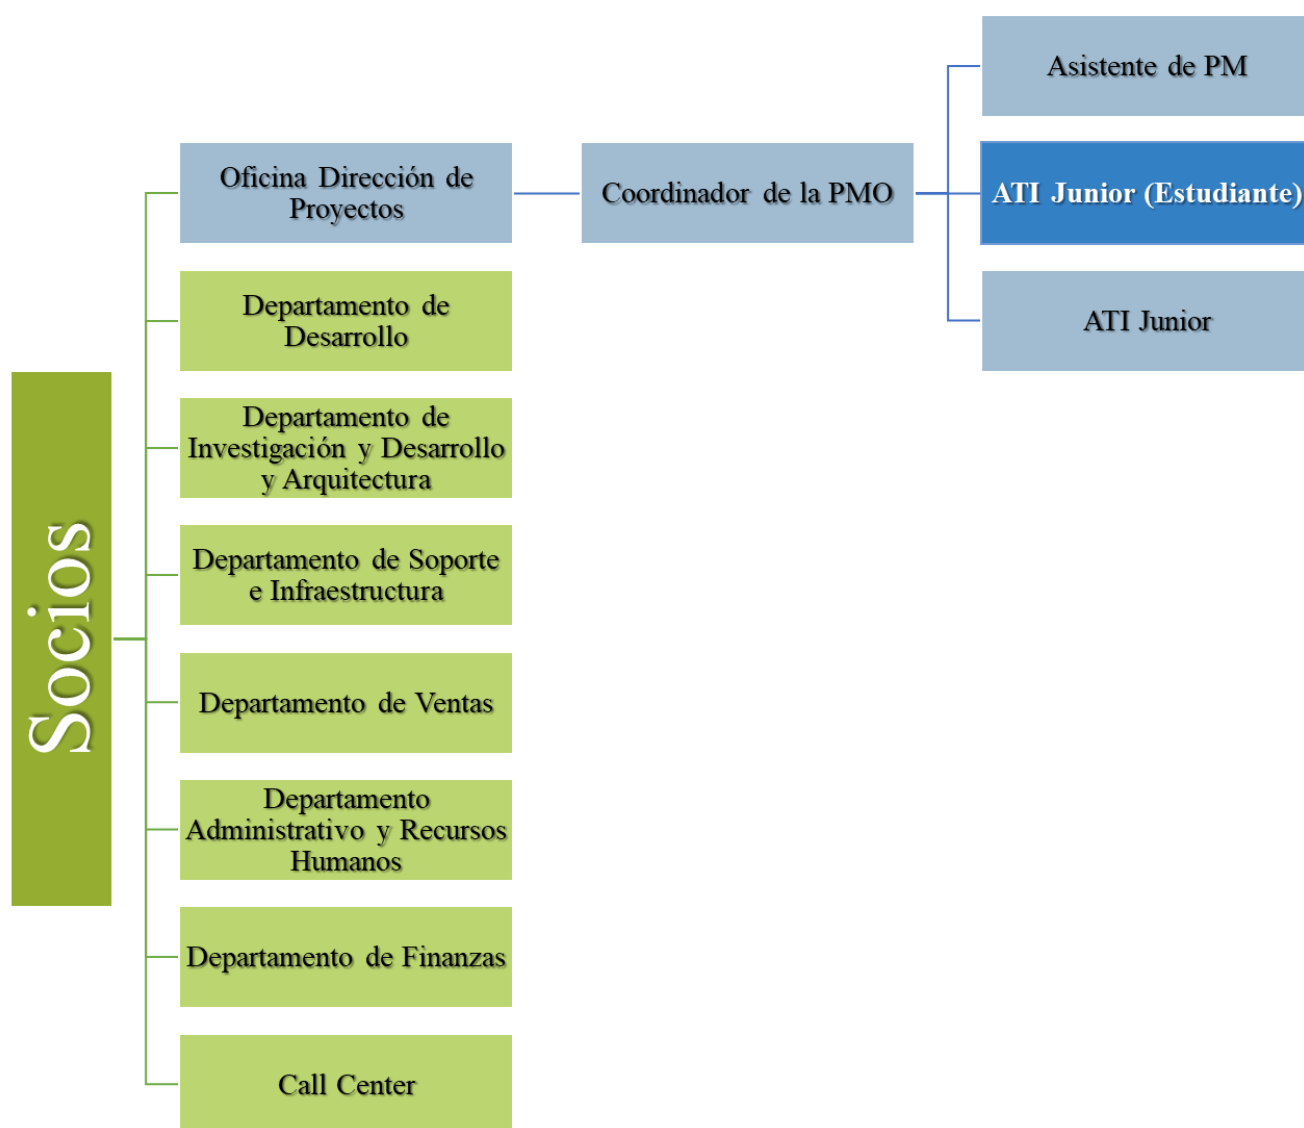 Socios
Oficina Dirección de
Proyectos
Departamento de
Desarrollo
Departamento de
Investigación y Desarrollo
y Arquitectura
Departamento de Soporte
e Infraestructura
Departamento de Ventas
Departamento
Administrativo y Recursos
Humanos
Departamento de Finanzas
Call Center
Coordinador de la PMO
Asistente de PM
ATI Junior (Estudiante)
ATI Junior